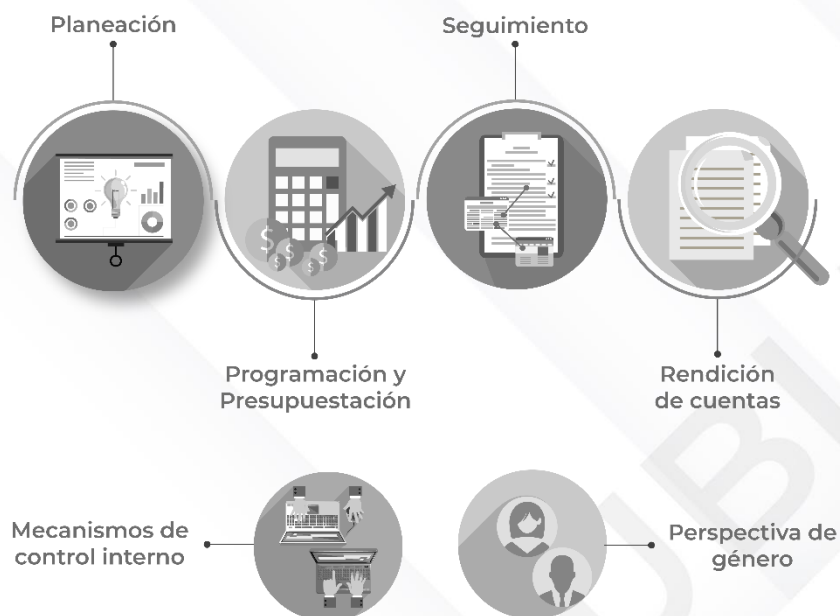 Planeación
Seguimiento
Programación y
Presupuestación
Rendición
de cuentas
Mecanismos de
control interno
Perspectiva de
género